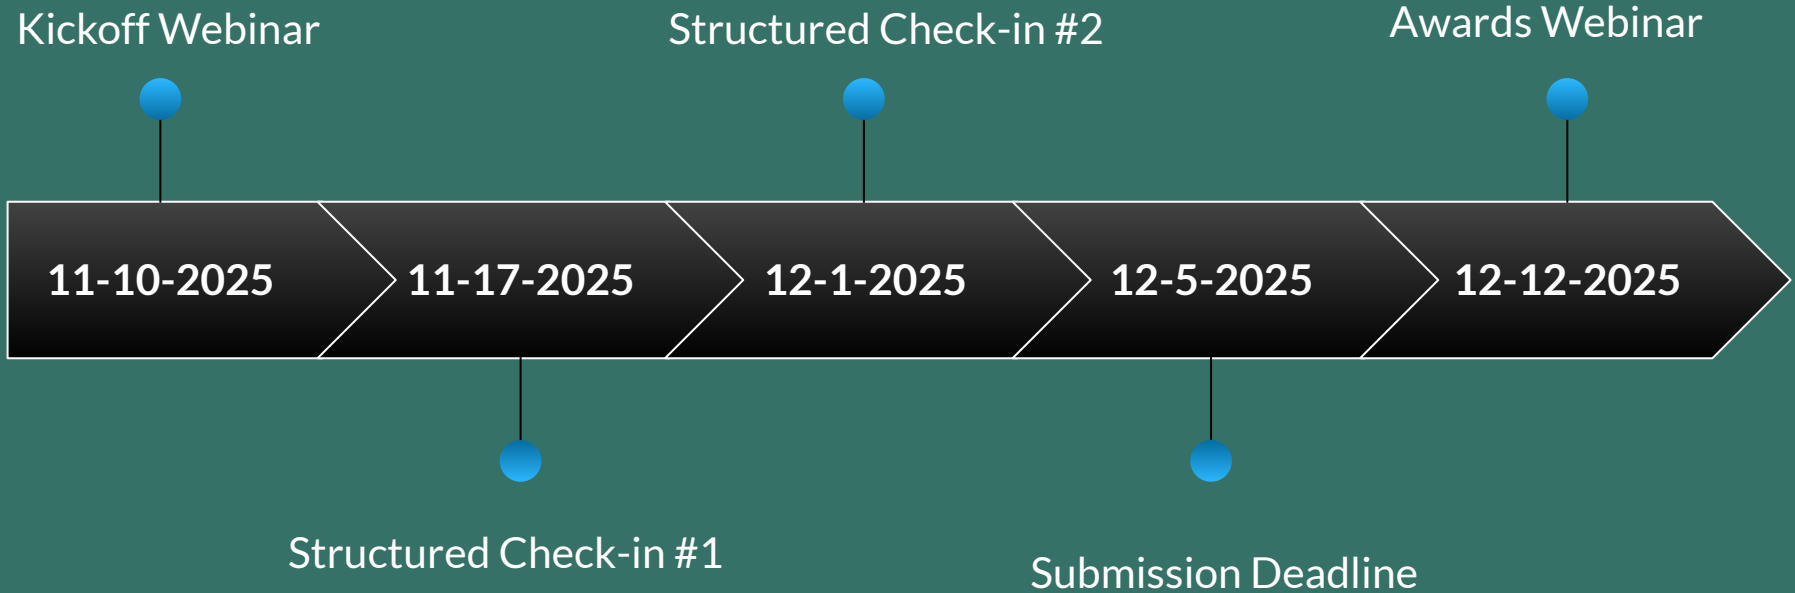 Kickoff Webinar
Structured Check-in #2
Awards Webinar
11-10-2025
11-17-2025
12-1-2025
12-5-2025
12-12-2025
Structured Check-in #1
Submission Deadline